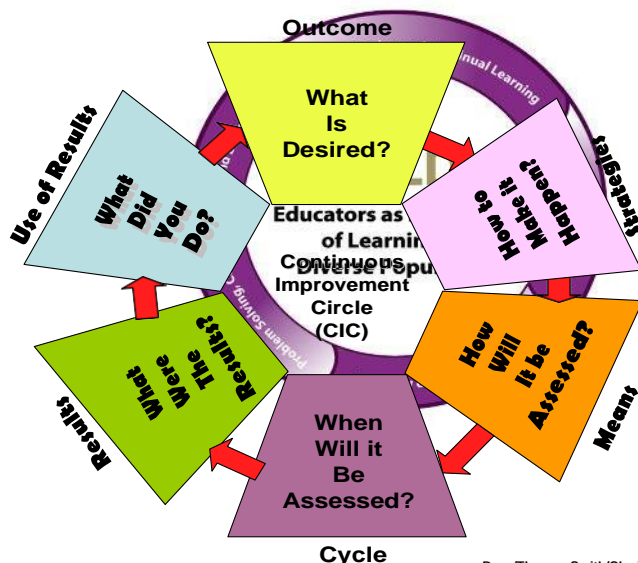 Outcome
What
Is
Desired?
Strategies
How to
Make it
Happen?
Means
How
Will
It be
Assessed?
Cycle
When
Will it
Be
Assessed?
Results
What
Were
The
Results?
Use of Results
What
Did
You
Do?
Educators as
of Learnin
Diverse Popu
Continuous
Improvement
Circle
(CIC)
nual Learning
Problem Solving, C